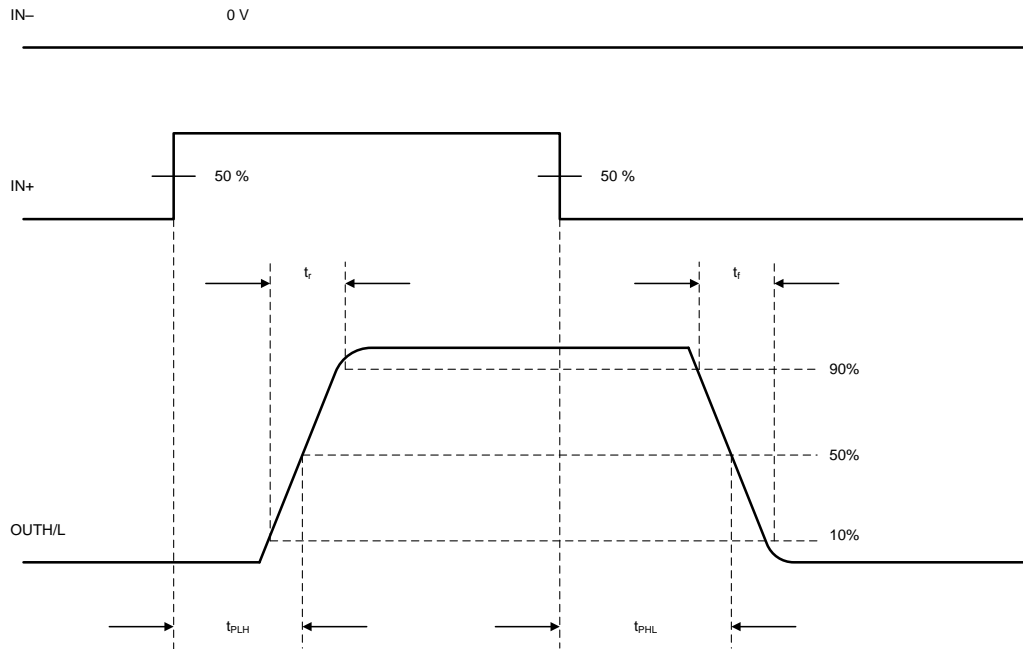 IN– 0 V
50 % 50 %
IN+
tr tf
90%
50%
OUTH/L 10%
tPLH tPHL